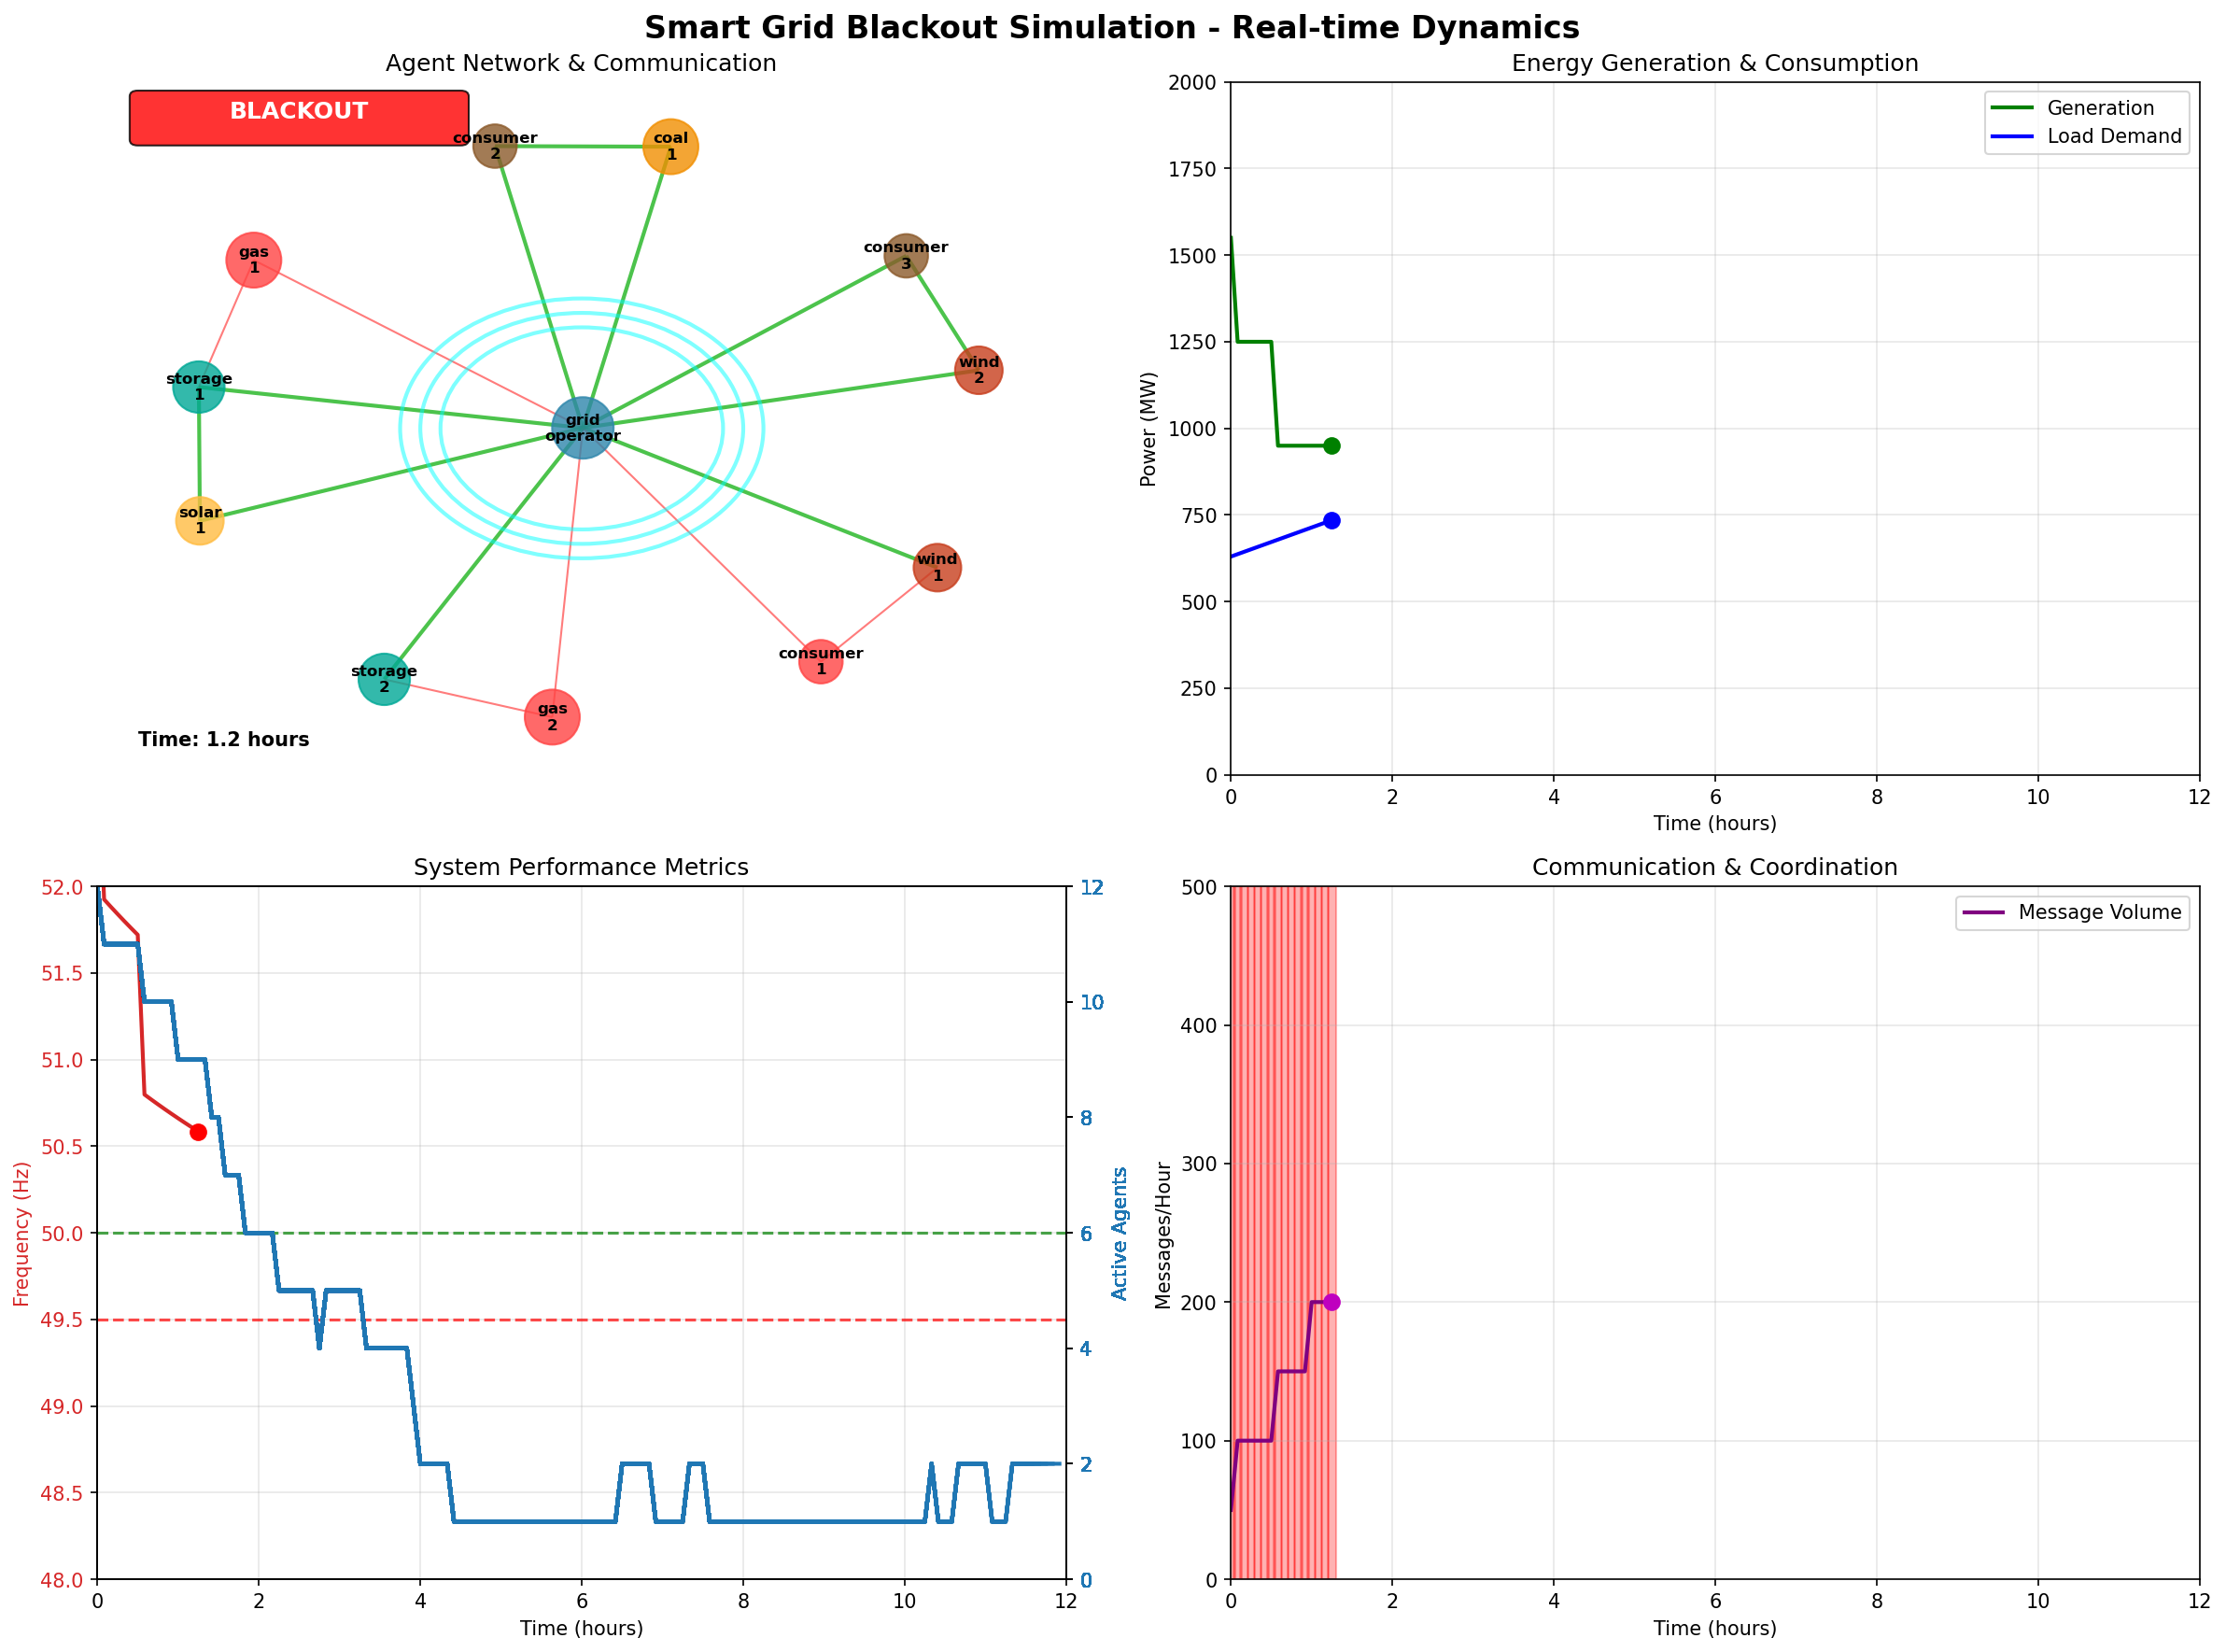 Smart Grid Blackout Simulation - Real-time Dynamics
Agent Network & Communication
BLACKOUT
consumer
2
coal
1
gas
1
consumer
3
storage
1
wind
2
grid
operator
solar
1
wind
1
consumer
1
storage
2
gas
2
Time: 1.2 hours
Energy Generation & Consumption
Generation
Load Demand
2000
1750
1500
1250
1000
750
500
250
0
Power (MW)
0 2 4 6 8 10 12
Time (hours)
System Performance Metrics
52.0
51.5
51.0
50.5
50.0
49.5
49.0
48.5
48.0
Frequency (Hz)
12
10
8
6
4
2
0
Active Agents
0 2 4 6 8 10 12
Time (hours)
Communication & Coordination
Message Volume
500
400
300
200
100
0
Messages/Hour
0 2 4 6 8 10 12
Time (hours)